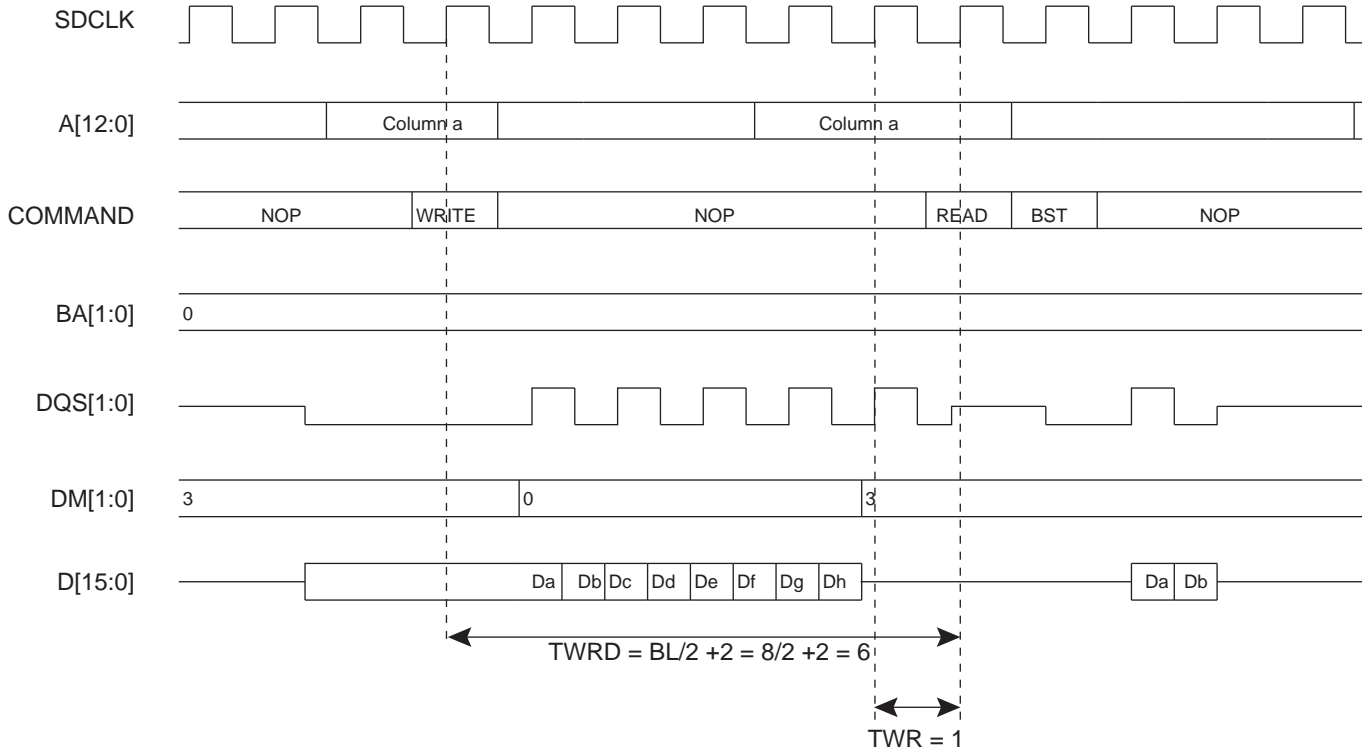 SDCLK
A[12:0] Column a Column a
COMMAND NOP WRITE NOP READ BST NOP
BA[1:0] 0
DQS[1:0]
DM[1:0] 3 0 3
D[15:0] Da Db Dc Dd De Df Dg Dh Da Db
TWRD = BL/2 +2 = 8/2 +2 = 6
TWR = 1